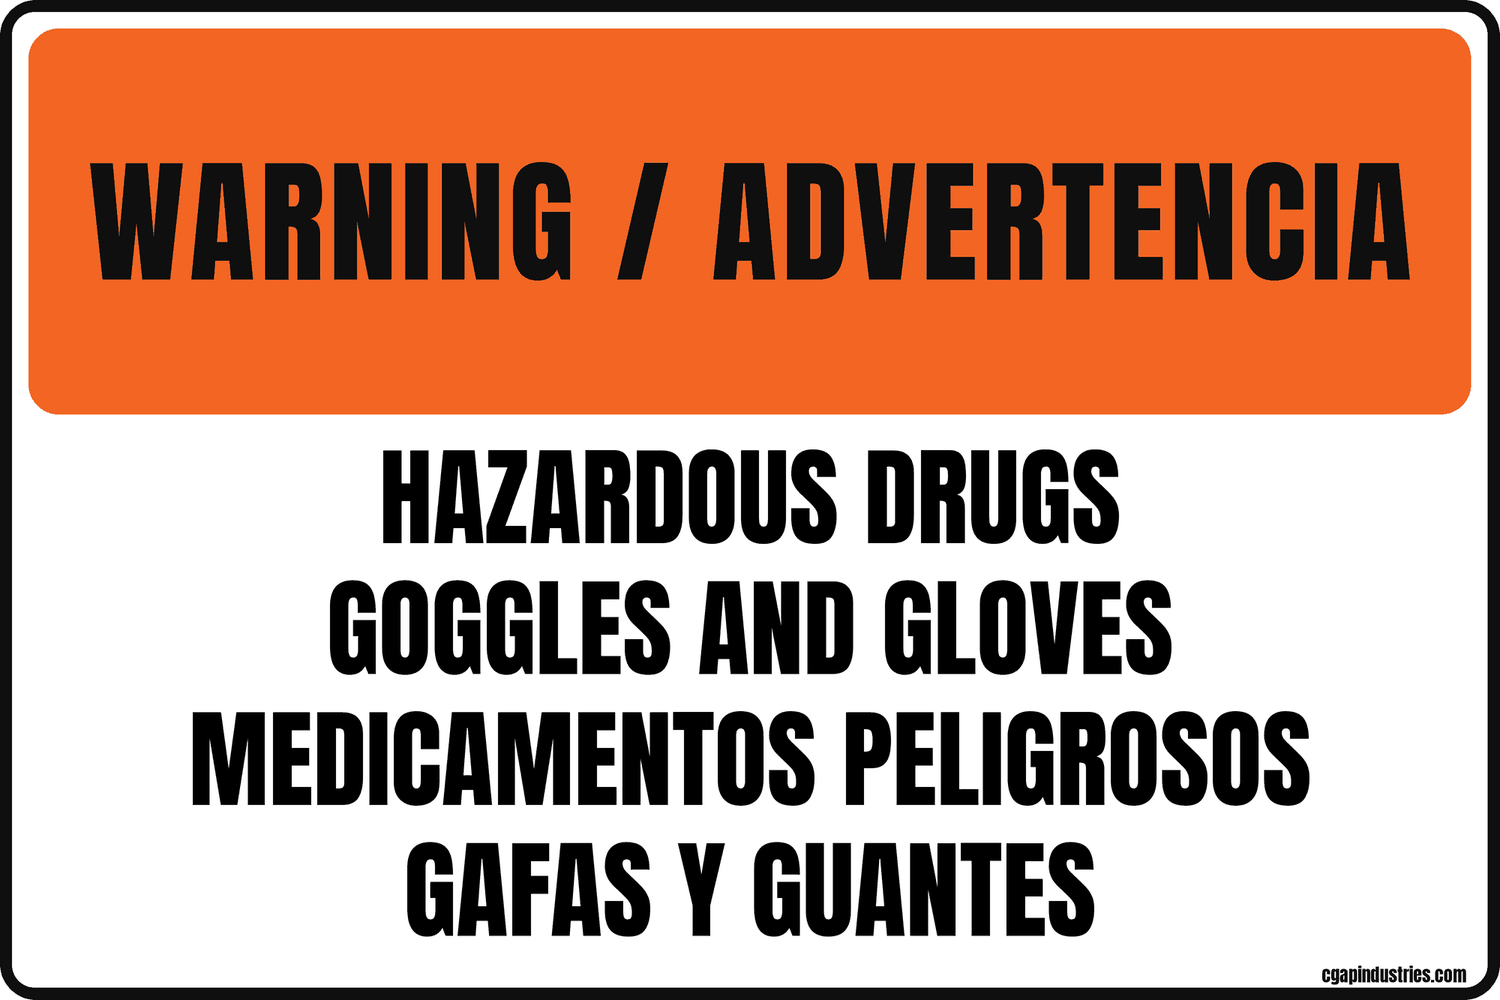 WARNING / ADVERTENCIA
HAZARDOUS DRUGS
GOGGLES AND GLOVES
MEDICAMENTOS PELIGROSOS
GAFAS Y GUANTES
cgapindustries.com